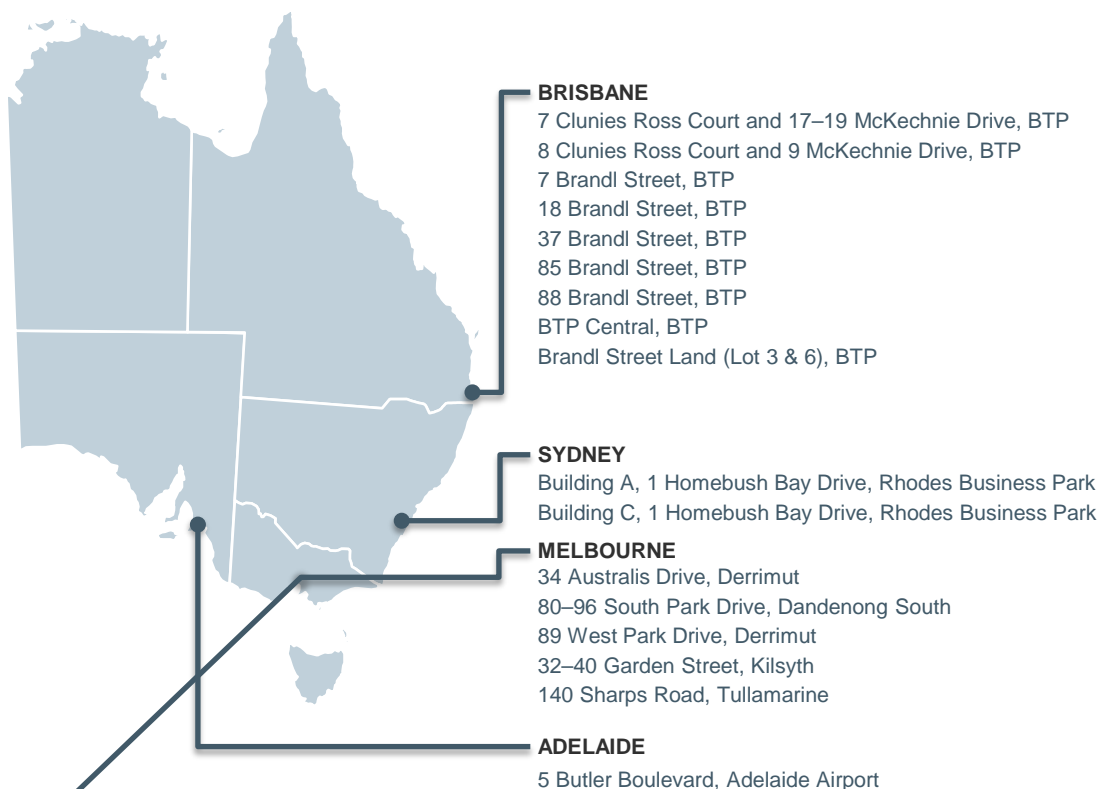 BRISBANE
7 Clunies Ross Court and 17–19 McKechnie Drive, BTP
8 Clunies Ross Court and 9 McKechnie Drive, BTP
7 Brandl Street, BTP
18 Brandl Street, BTP
37 Brandl Street, BTP
85 Brandl Street, BTP
88 Brandl Street, BTP
BTP Central, BTP
Brandl Street Land (Lot 3 & 6), BTP
SYDNEY
Building A, 1 Homebush Bay Drive, Rhodes Business Park
Building C, 1 Homebush Bay Drive, Rhodes Business Park
MELBOURNE
34 Australis Drive, Derrimut
80–96 South Park Drive, Dandenong South
89 West Park Drive, Derrimut
32–40 Garden Street, Kilsyth
140 Sharps Road, Tullamarine
ADELAIDE
5 Butler Boulevard, Adelaide Airport